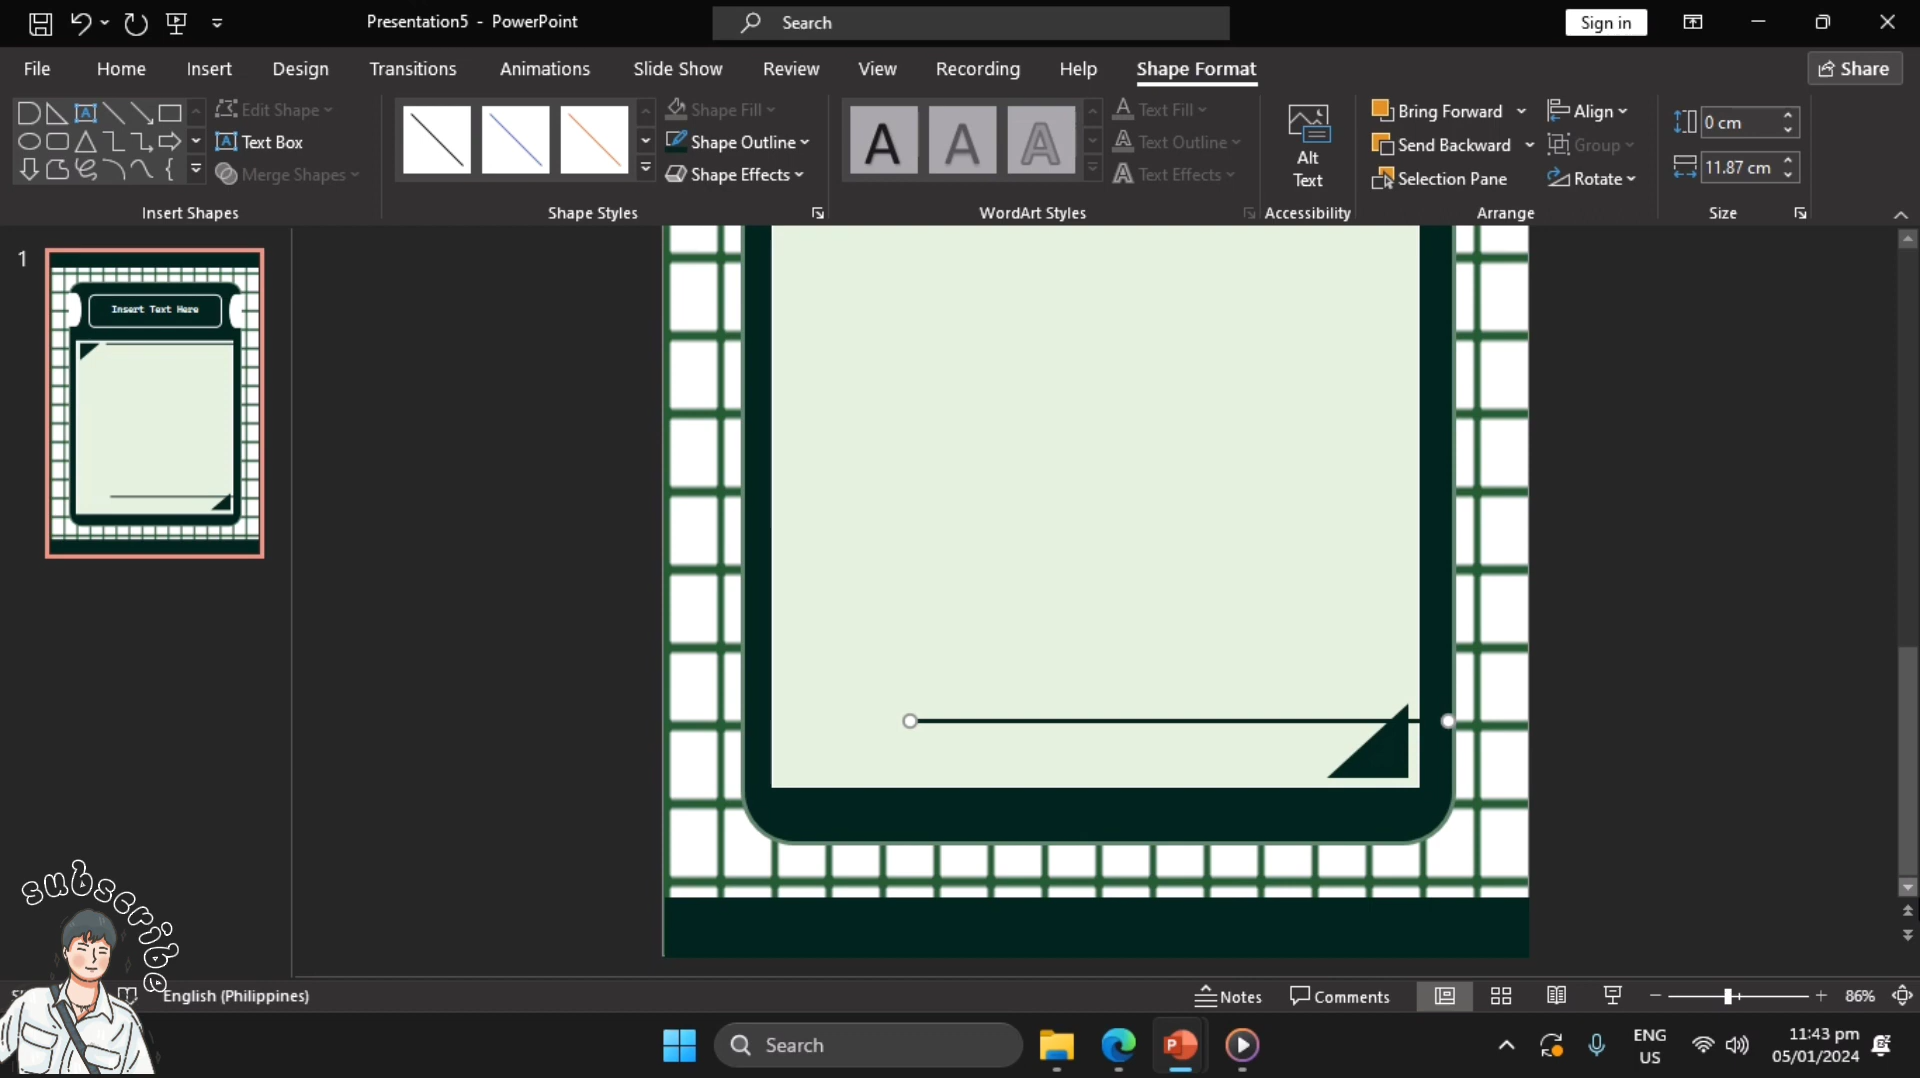 Presentation5 - PowerPoint
Search
Sign in
File
Home
Insert
Design
Transitions
Animations
Slide Show
Review
View
Recording
Help
Shape Format
Share
Edit Shape
Text Box
Merge Shapes
Insert Shapes
Shape Fill
Shape Outline
Shape Effects
Shape Styles
A A A
Text Fill
Text Outline
Text Effects
WordArt Styles
Alt
Text
Accessibility
Bring Forward
Send Backward
Selection Pane
Align
Group
Rotate
Arrange
0 cm
11.87 cm
Size
1
Insert Text Here
subscribe
English (Philippines)
Notes
Comments
86%
Search
ENG
US
11:43 pm
05/01/2024